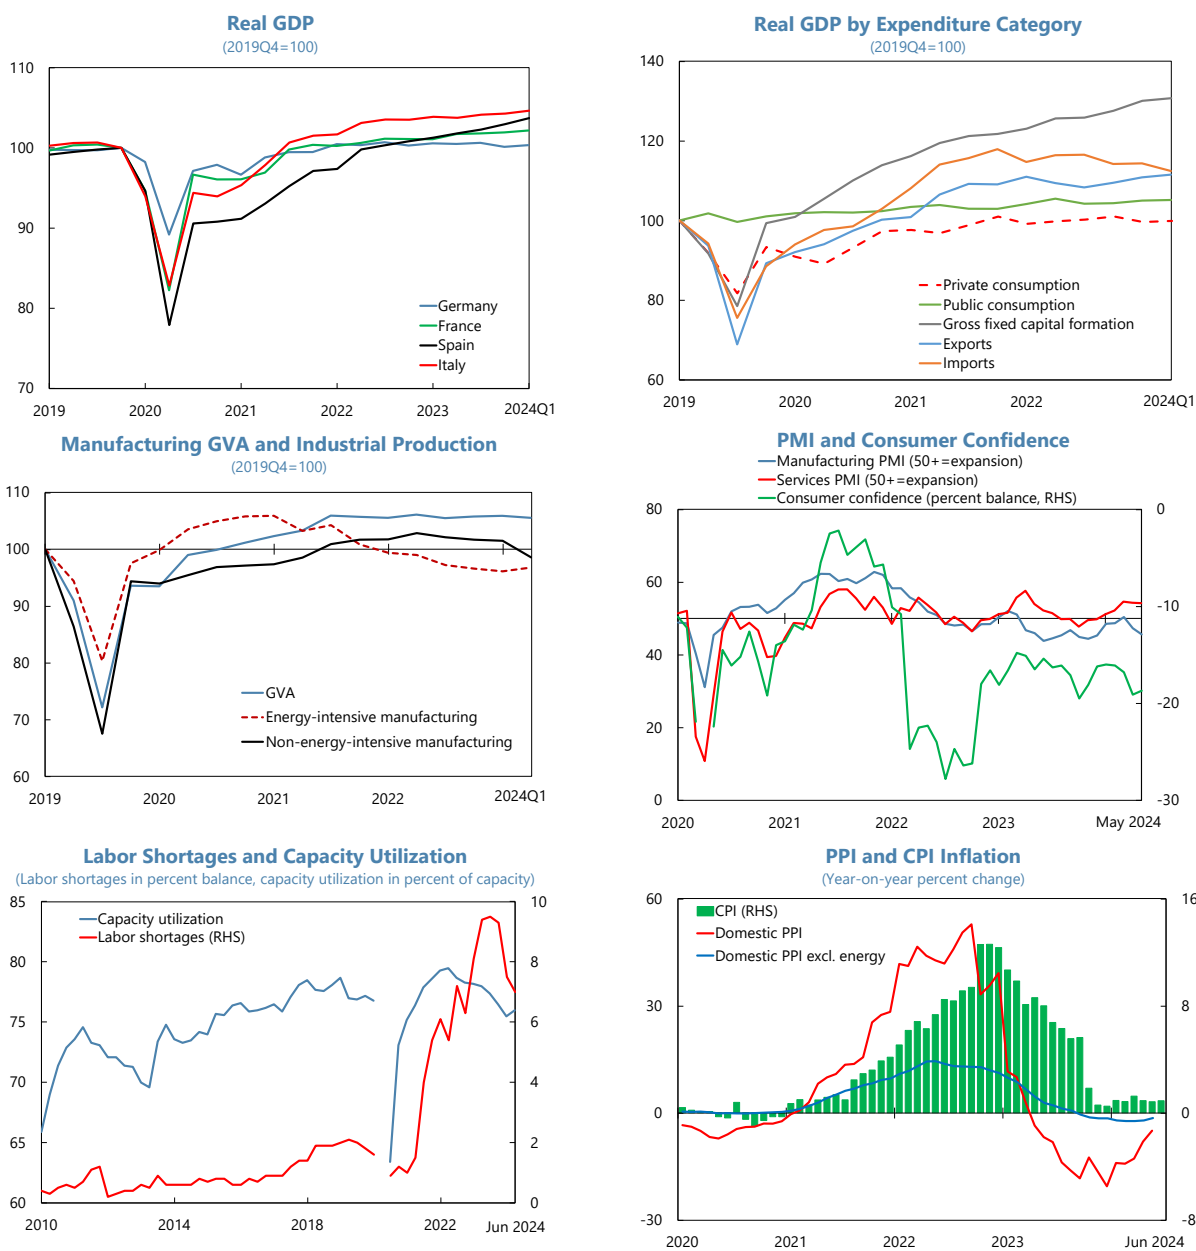 Real GDP
(2019Q4=100)
110
100
90
80
70
Germany
France
Spain
Italy
2019 2020 2021 2022 2023 2024Q1
Real GDP by Expenditure Category
(2019Q4=100)
140
120
100
80
60
Private consumption
Public consumption
Gross fixed capital formation
Exports
Imports
2019 2020 2021 2022 2024Q1
Manufacturing GVA and Industrial Production
(2019Q4=100)
110
100
90
80
70
60
GVA
Energy-intensive manufacturing
Non-energy-intensive manufacturing
2019 2020 2021 2022 2024Q1
PMI and Consumer Confidence
Manufacturing PMI (50+=expansion)
Services PMI (50+=expansion)
Consumer confidence (percent balance, RHS)
80 0
60
-10
40
-20
20
0 -30
2020 2021 2022 2023 May 2024
Labor Shortages and Capacity Utilization
(Labor shortages in percent balance, capacity utilization in percent of capacity)
85 10
80 8
75 6
70 4
65 2
60 0
Capacity utilization
Labor shortages (RHS)
2010 2014 2018 2022 Jun 2024
PPI and CPI Inflation
(Year-on-year percent change)
60 16
30 8
0 0
-30 -8
CPI (RHS)
Domestic PPI
Domestic PPI excl. energy
2020 2021 2022 2023 Jun 2024